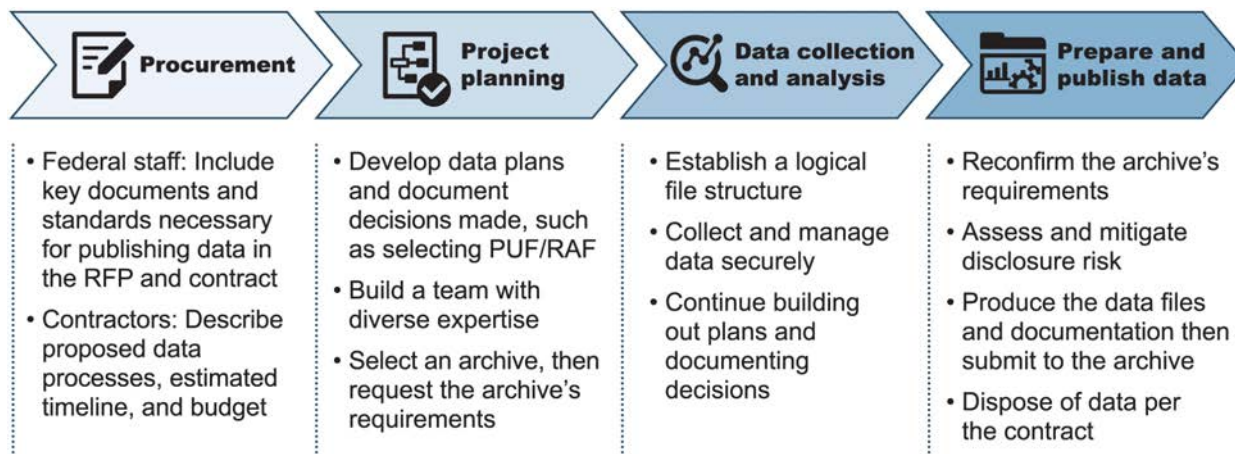 Procurement
Project
planning
Data collection
and analysis
Prepare and
publish data
• Federal staff: Include
key documents and
standards necessary
for publishing data in
the RFP and contract
• Contractors: Describe
proposed data
processes, estimated
timeline, and budget
• Develop data plans
and document
decisions made, such
as selecting PUF/RAF
• Build a team with
diverse expertise
• Select an archive, then
request the archive's
requirements
• Establish a logical
file structure
• Collect and manage
data securely
• Continue building
out plans and
documenting
decisions
• Reconfirm the archive's
requirements
• Assess and mitigate
disclosure risk
• Produce the data files
and documentation then
submit to the archive
• Dispose of data per
the contract